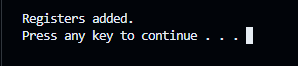 Registers added.
Press any key to continue . . .